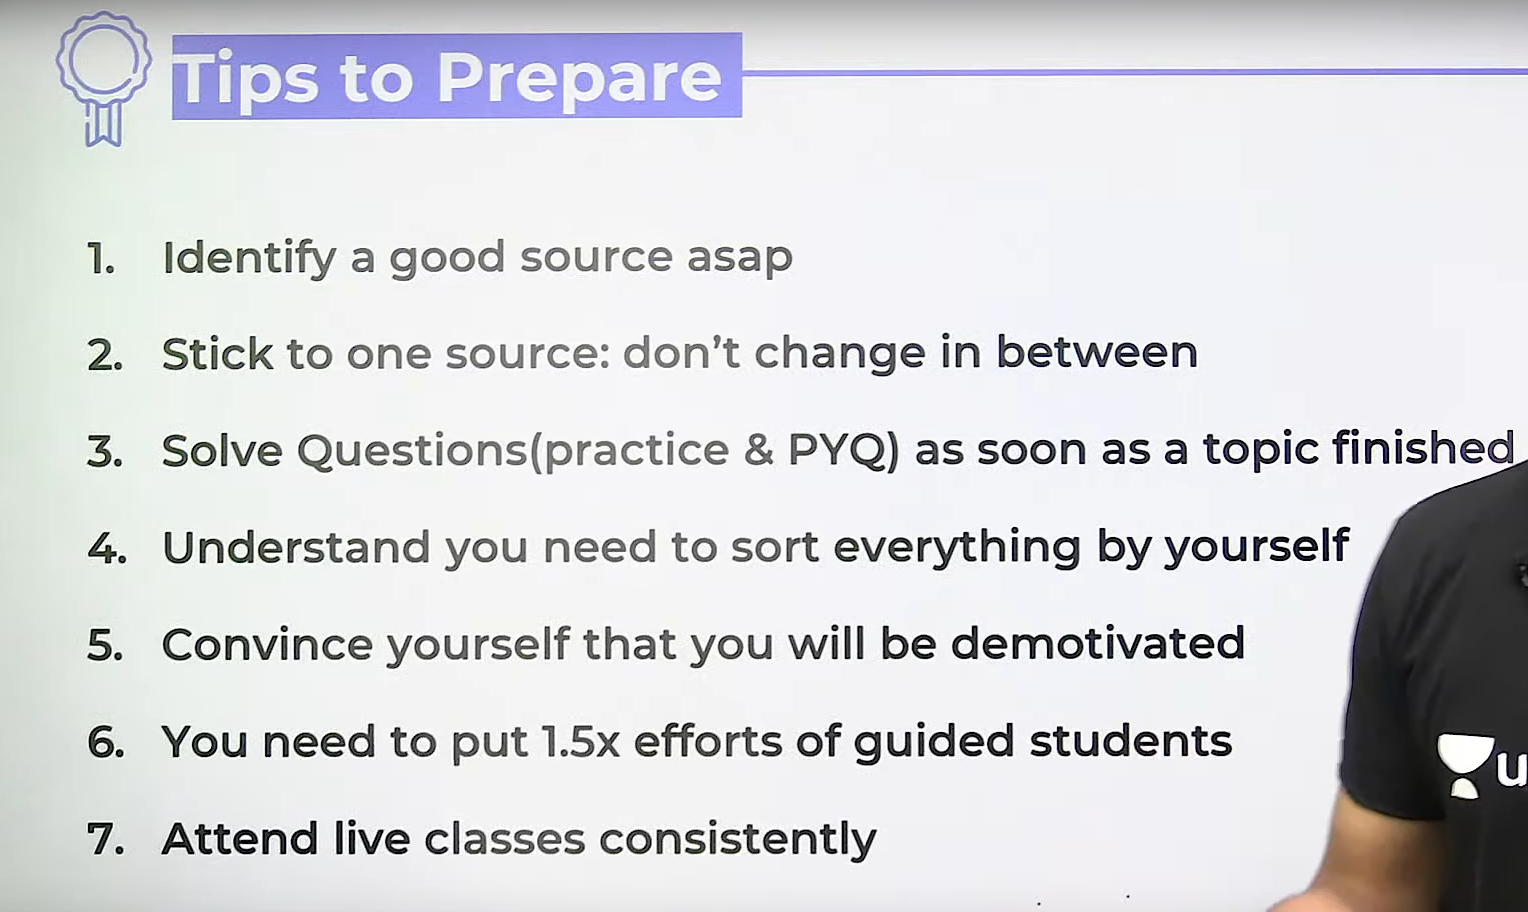 Tips to Prepare
1. Identify a good source asap
2. Stick to one source: don't change in between
3. Solve Questions(practice & PYQ) as soon as a topic finished
4. Understand you need to sort everything by yourself
5. Convince yourself that you will be demotivated
6. You need to put 1.5x efforts of guided students
7. Attend live classes consistently
u